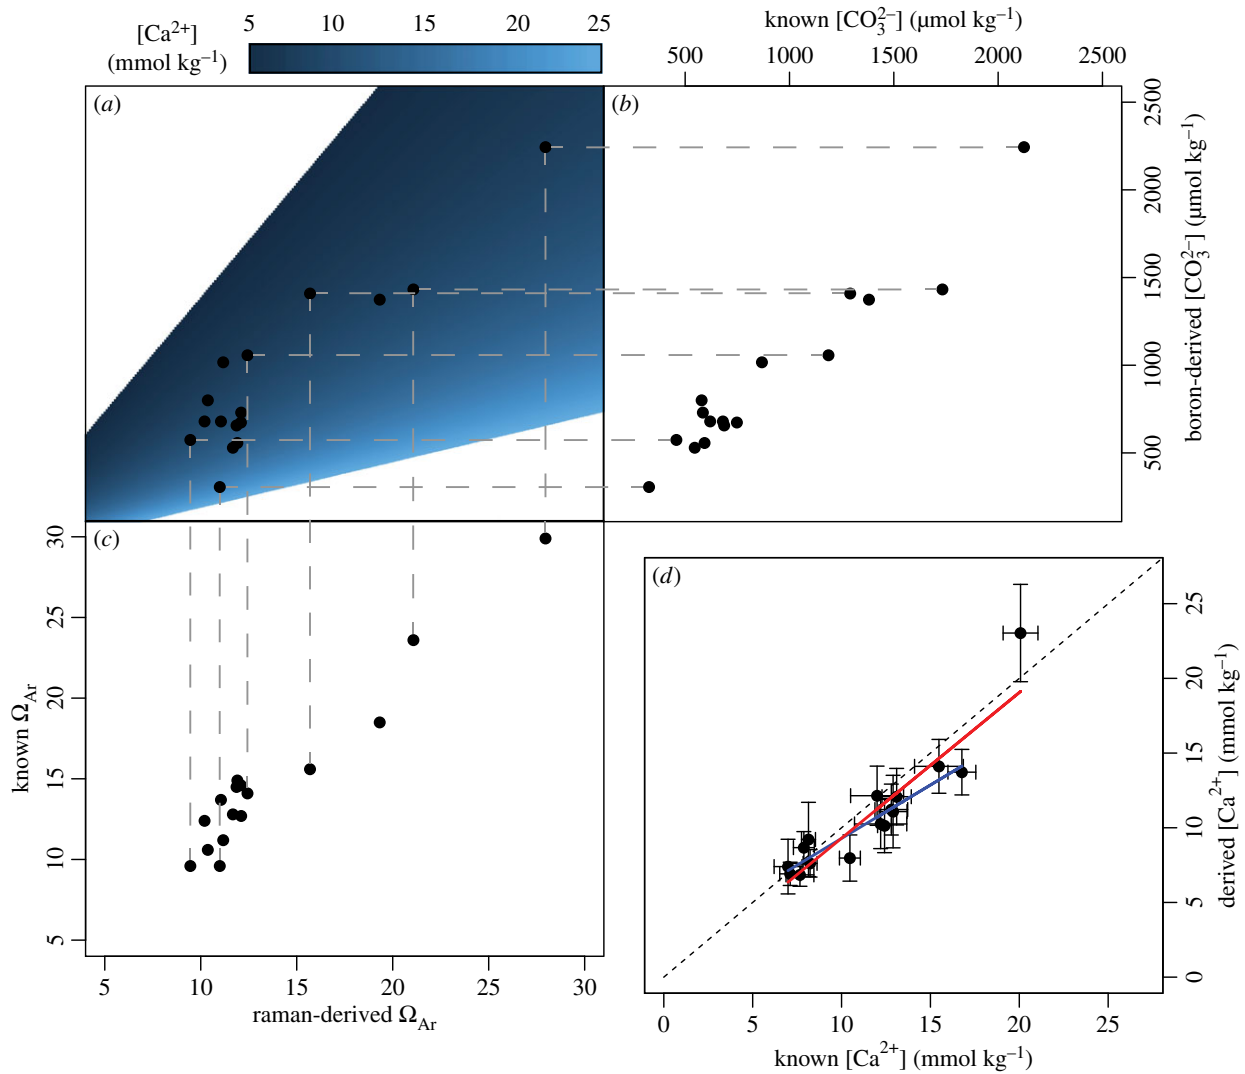 [Ca²⁺]
(mmol kg⁻¹)
5 10 15 20 25
known [CO₃²⁻] (μmol kg⁻¹)
500 1000 1500 2000 2500
(a)
(b)
2500
2000
1500
1000
500
boron-derived [CO₃²⁻] (μmol kg⁻¹)
(c)
30
25
20
15
10
5
known Ω_Ar
5 10 15 20 25 30
raman-derived Ω_Ar
(d)
25
20
15
10
5
0
derived [Ca²⁺] (mmol kg⁻¹)
0 5 10 15 20 25
known [Ca²⁺] (mmol kg⁻¹)